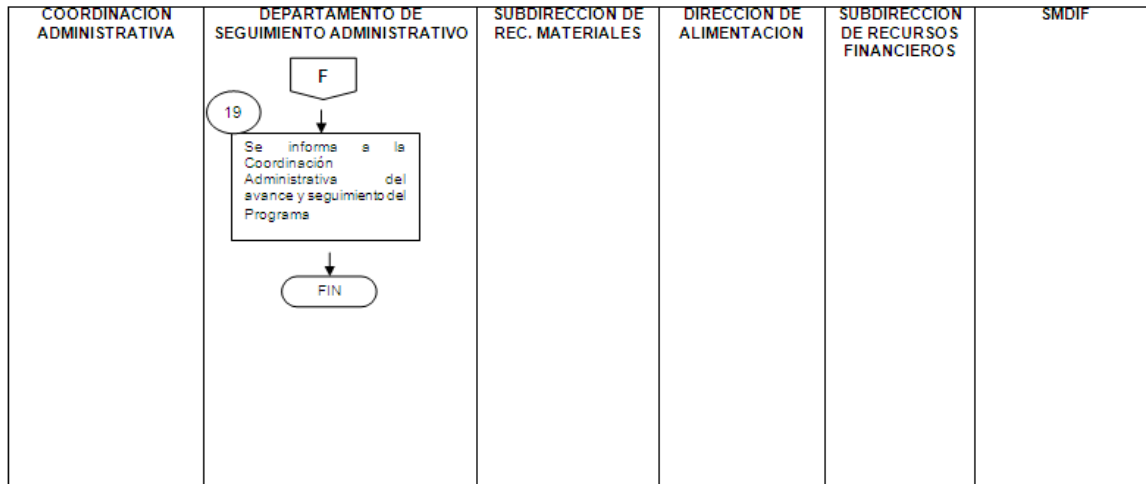 COORDINACION
ADMINISTRATIVA
DEPARTAMENTO DE
SEGUIMIENTO ADMINISTRATIVO
SUBDIRECCION DE
REC. MATERIALES
DIRECCION DE
ALIMENTACION
SUBDIRECCION
DE RECURSOS
FINANCIEROS
SMDIF
F
19
Se informa a la
Coordinación
Administrativa del
avance y seguimiento del
Programa
FIN